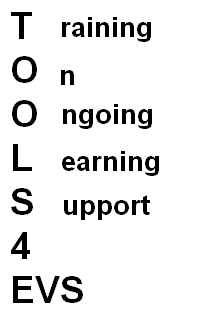 T raining
O n
O ngoing
L earning
S upport
4
EVS